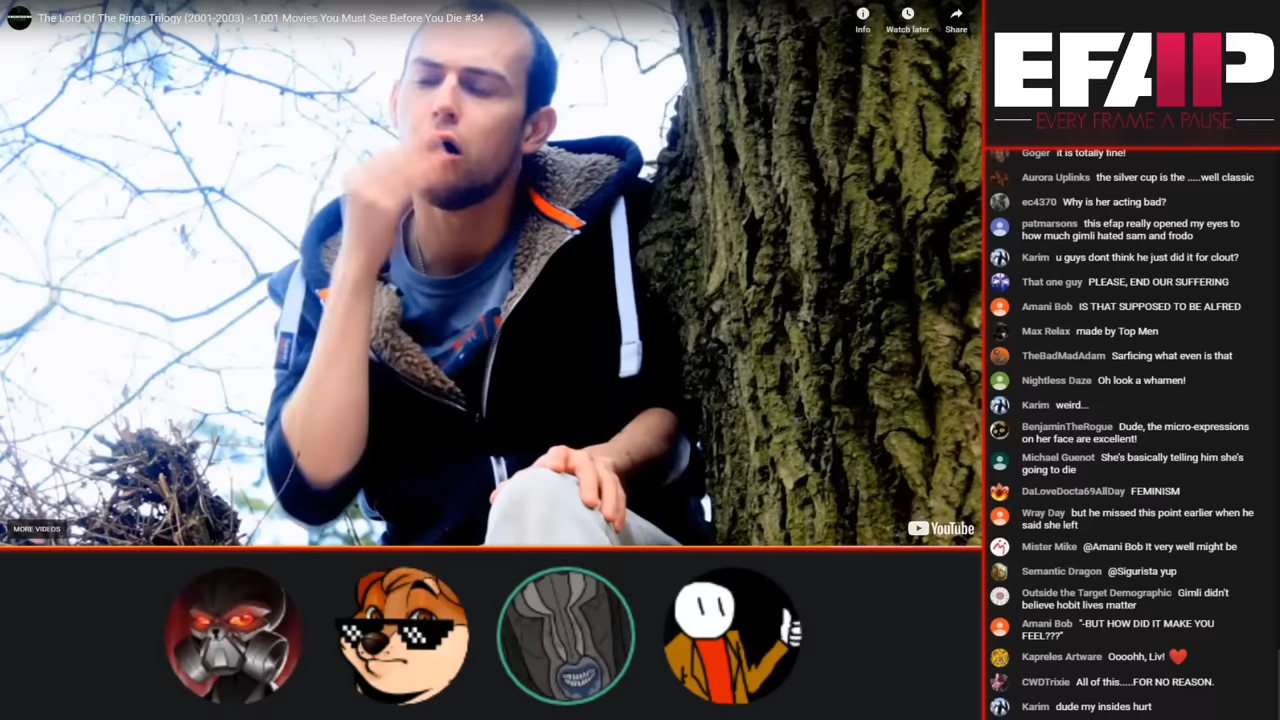 The Lord Of The Rings Trilogy (2001-2003) - 1,001 Movies You Must See Before You Die #34
Info
Watch later
Share
MORE VIDEOS
YouTube
EFAP
EVERY FRAME A PAUSE
Goger it is totally fine!
Aurora Uplinks the silver cup is the .....well classic
ec4370 Why is her acting bad?
patmarsons this efap really opened my eyes to
how much gimli hated sam and frodo
Karim u guys dont think he just did it for clout?
That one guy PLEASE, END OUR SUFFERING
Amani Bob IS THAT SUPPOSED TO BE ALFRED
Max Relax made by Top Men
TheBadMadAdam Sarficing what even is that
Nightless Daze Oh look a whamen!
Karim weird...
BenjaminTheRogue Dude, the micro-expressions
on her face are excellent!
Michael Guenot She's basically telling him she's
going to die
DaLoveDocta69AllDay FEMINISM
Wray Day but he missed this point earlier when he
said she left
Mister Mike @Amani Bob It very well might be
Semantic Dragon @Sigurista yup
Outside the Target Demographic Gimli didn't
believe hobit lives matter
Amani Bob "-BUT HOW DID IT MAKE YOU
FEEL???"
Kapreles Artware Oooohh, Liv! ❤️
CWDTrixie All of this.....FOR NO REASON.
Karim dude my insides hurt